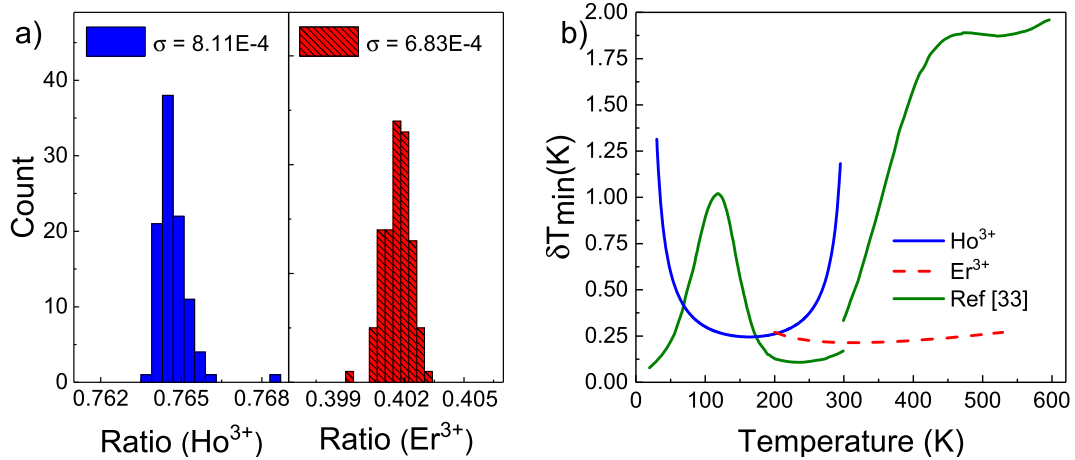 a)
σ = 8.11E-4
σ = 6.83E-4
Count
40
30
20
10
0
0.762
0.765
0.768
0.399
0.402
0.405
Ratio (Ho³⁺)
Ratio (Er³⁺)
b)
δTmin(K)
2.00
1.75
1.50
1.25
1.00
0.75
0.50
0.25
0.00
Ho³⁺
Er³⁺
Ref [33]
0
100
200
300
400
500
600
Temperature (K)